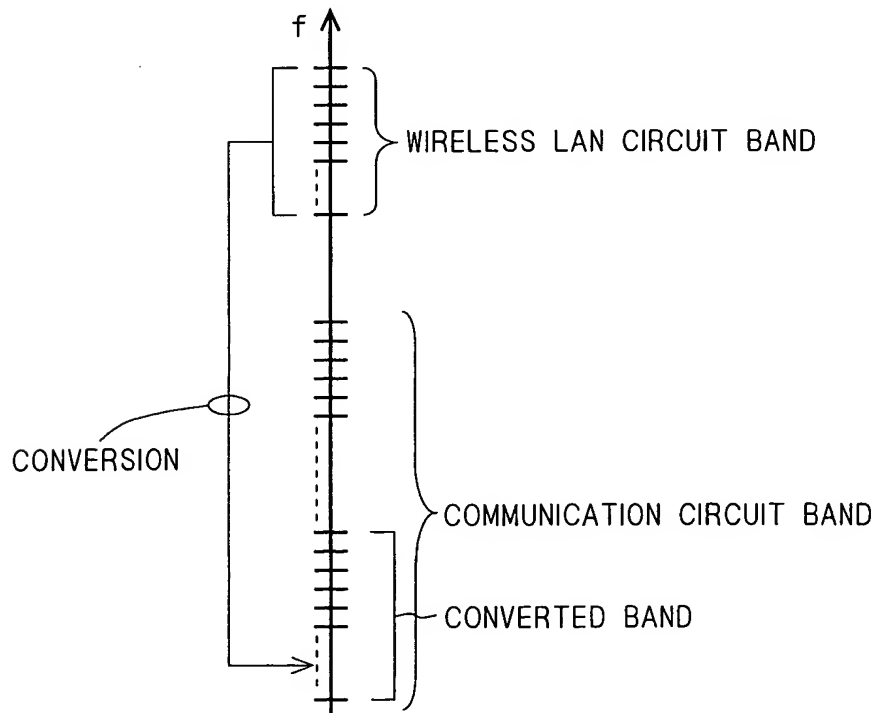 f
WIRELESS LAN CIRCUIT BAND
CONVERSION
COMMUNICATION CIRCUIT BAND
CONVERTED BAND